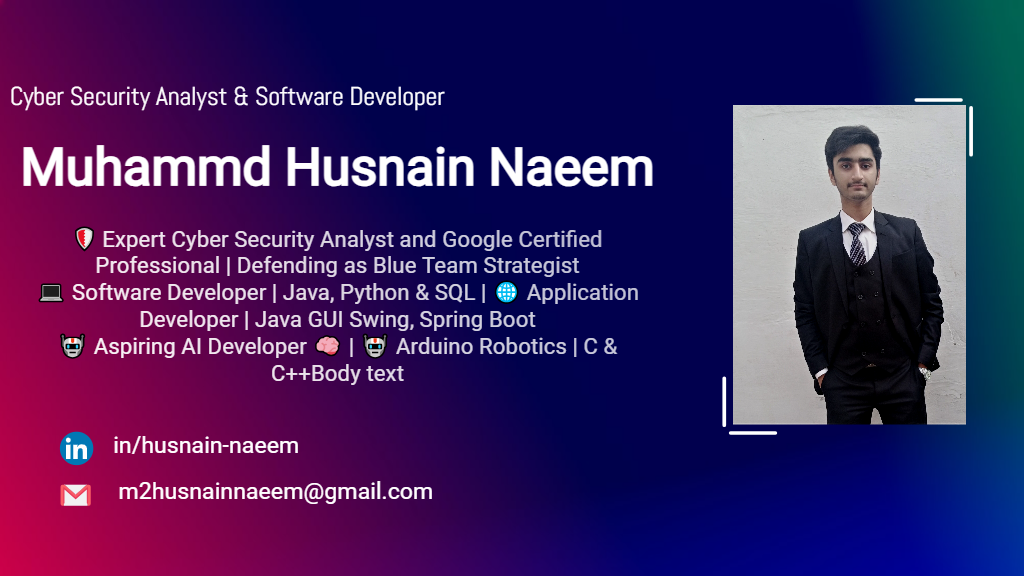 Cyber Security Analyst & Software Developer
Muhammd Husnain Naeem
🛡️ Expert Cyber Security Analyst and Google Certified
Professional | Defending as Blue Team Strategist
💻 Software Developer | Java, Python & SQL | 🌐 Application
Developer | Java GUI Swing, Spring Boot
🤖 Aspiring AI Developer 🧠 | 🤖 Arduino Robotics | C &
C++Body text
in/husnain-naeem
m2husnainnaeem@gmail.com